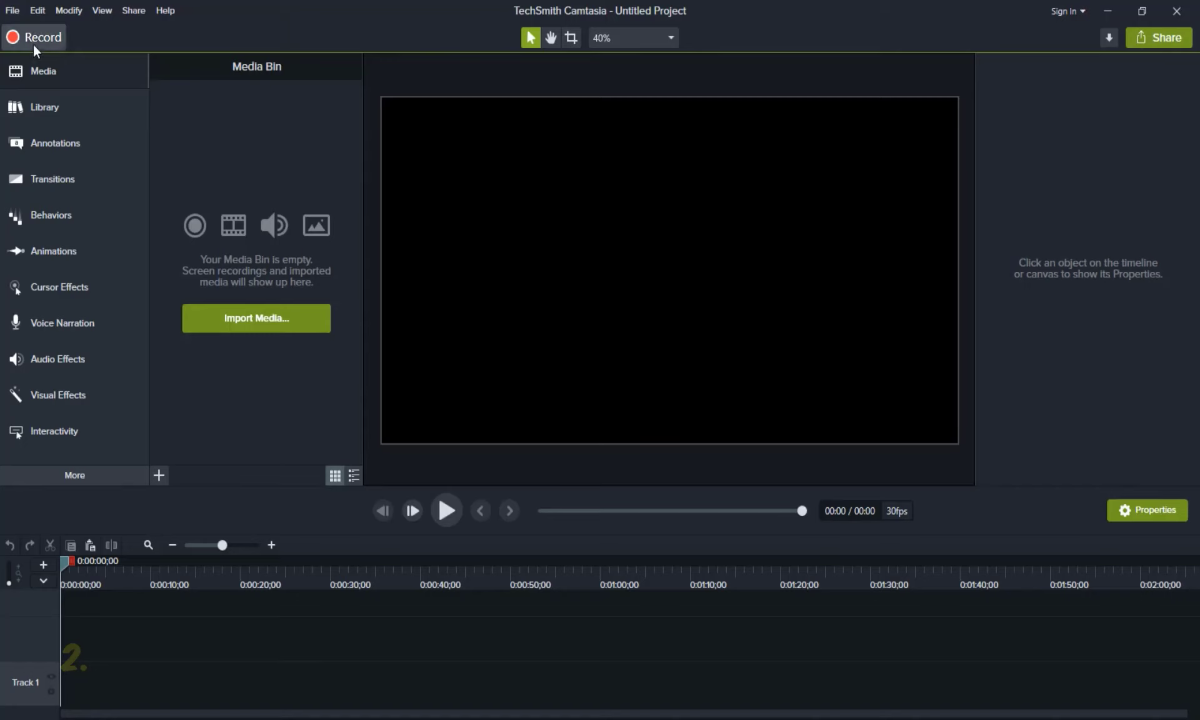 File Edit Modify View Share Help
TechSmith Camtasia - Untitled Project
Sign In
Record
40%
Share
Media
Library
Annotations
Transitions
Behaviors
Animations
Cursor Effects
Voice Narration
Audio Effects
Visual Effects
Interactivity
More
Media Bin
Your Media Bin is empty.
Screen recordings and imported
media will show up here.
Import Media...
Click an object on the timeline
or canvas to show its Properties.
00:00 / 00:00 30fps
Properties
0:00:00;00
0:00:00;00 0:00:10;00 0:00:20;00 0:00:30;00 0:00:40;00 0:00:50;00 0:01:00;00 0:01:10;00 0:01:20;00 0:01:30;00 0:01:40;00 0:01:50;00 0:02:00;00
2.
Track 1